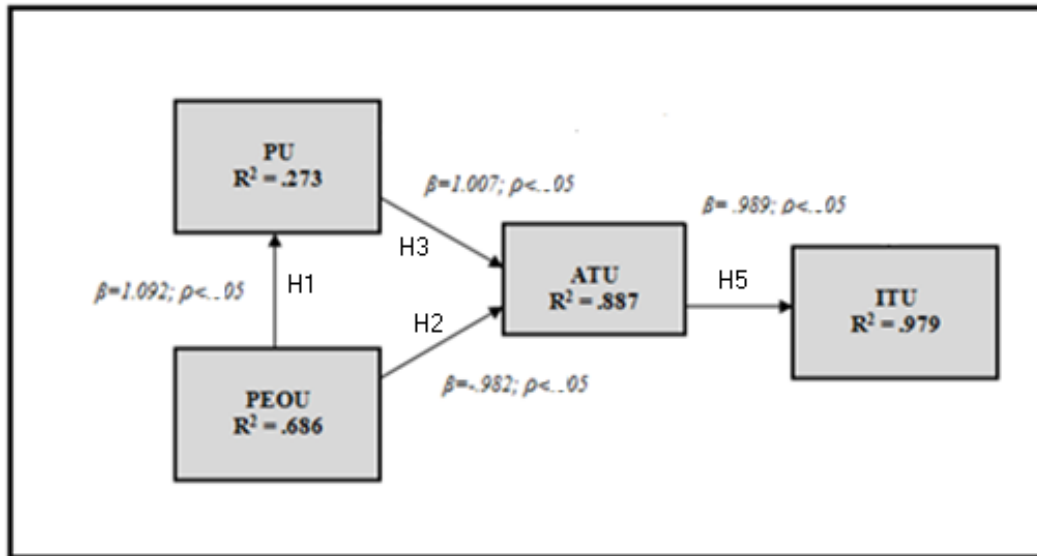 PU
R² = .273
β=1.007; ρ<..05
β= .989; ρ<..05
H3
ATU
R² = .887
H5
ITU
R² = .979
β=1.092; ρ<..05
H1
H2
PEOU
R² = .686
β=-.982; ρ<..05